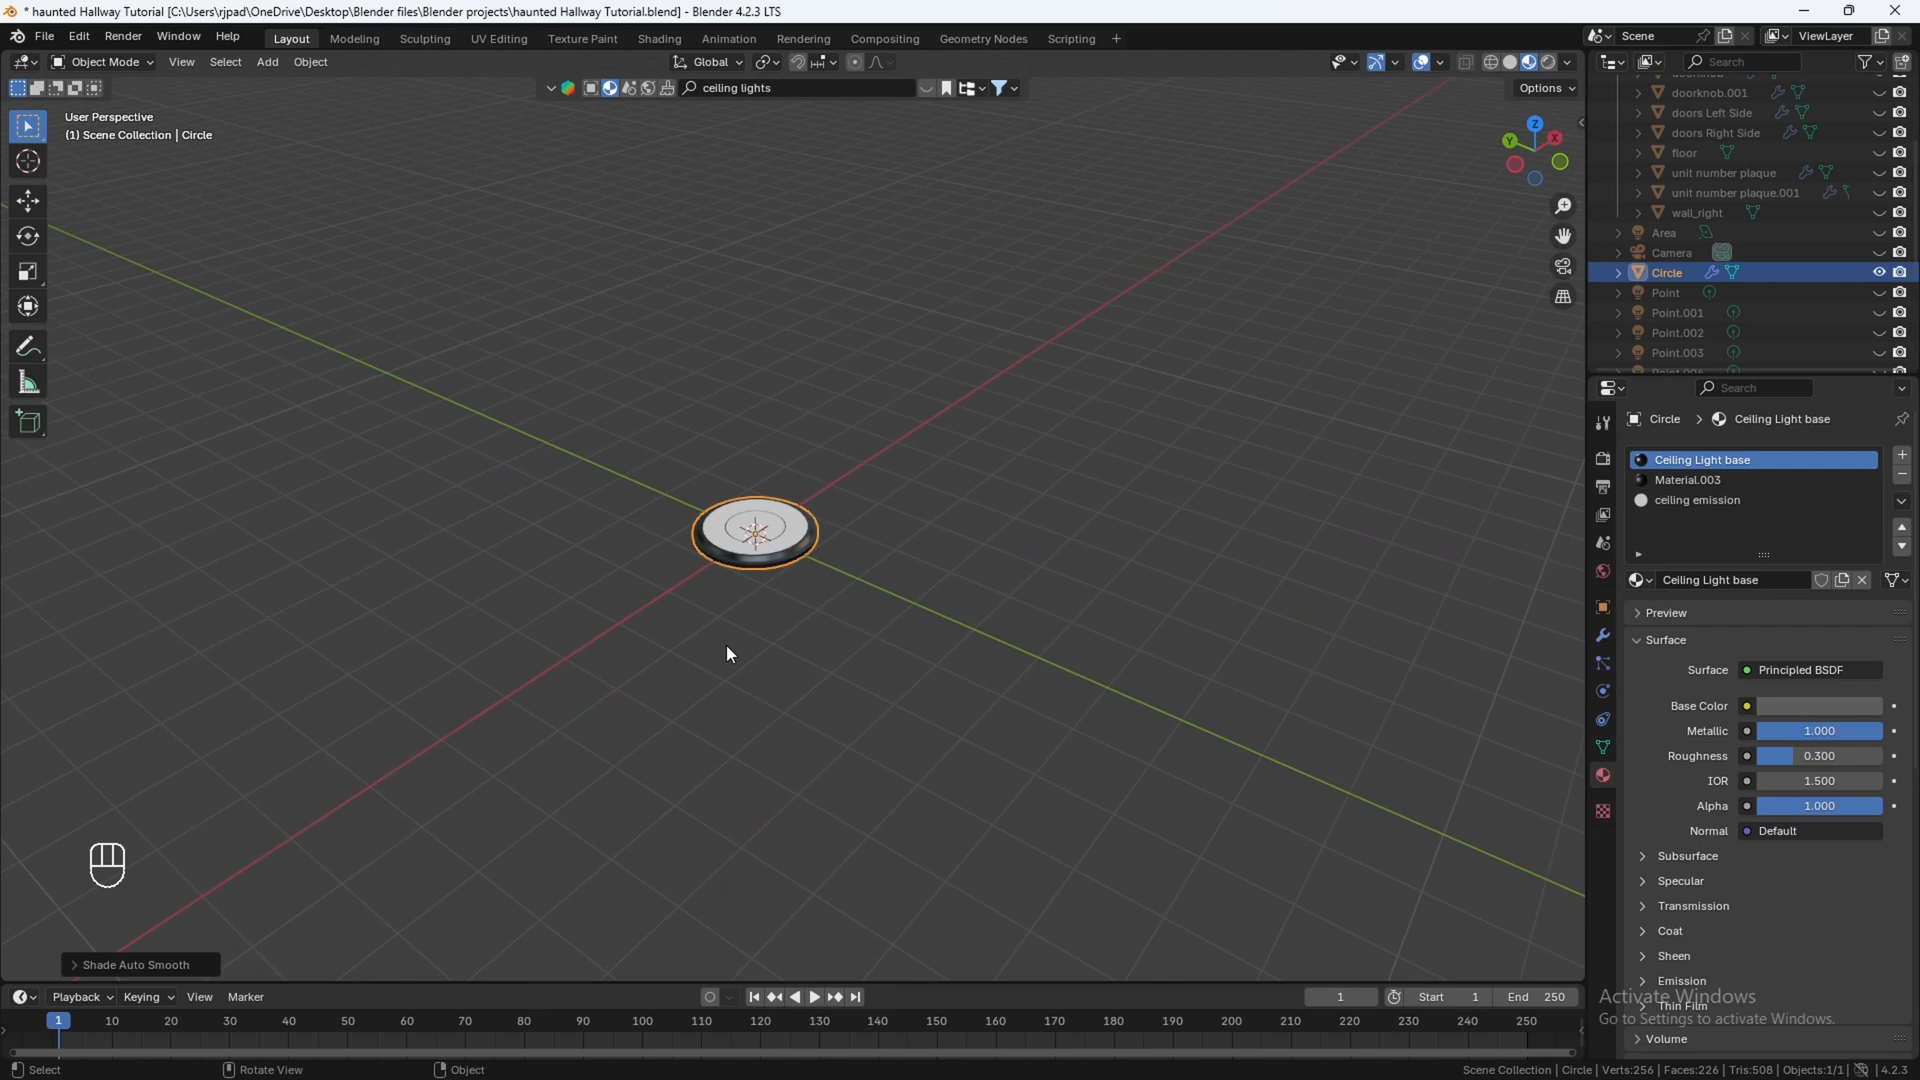 * haunted Hallway Tutorial [C:\Users\rjpad\OneDrive\Desktop\Blender files\Blender projects\haunted Hallway Tutorial.blend] - Blender 4.2.3 LTS
File Edit Render Window Help
Layout Modeling Sculpting UV Editing Texture Paint Shading Animation Rendering Compositing Geometry Nodes Scripting +
Scene
ViewLayer
Object Mode View Select Add Object
Global
Search
ceiling lights
Options
User Perspective
(1) Scene Collection | Circle
Z
Y
X
doorknob
doorknob.001
doors Left Side
doors Right Side
floor
unit number plaque
unit number plaque.001
wall_right
Area
Camera
Circle
Point
Point.001
Point.002
Point.003
Search
Circle > Ceiling Light base
Ceiling Light base
Material.003
ceiling emission
Ceiling Light base
Preview
Surface
Surface Principled BSDF
Base Color
Metallic 1.000
Roughness 0.300
IOR 1.500
Alpha 1.000
Normal Default
Subsurface
Specular
Transmission
Coat
Sheen
Emission
Thin Film
Volume
Activate Windows
Go to Settings to activate Windows.
Shade Auto Smooth
Playback Keying View Marker
1
Start 1
End 250
1 10 20 30 40 50 60 70 80 90 100 110 120 130 140 150 160 170 180 190 200 210 220 230 240 250
Select
Rotate View
Object
Scene Collection | Circle | Verts:256 | Faces:226 | Tris:508 | Objects:1/1 | 4.2.3